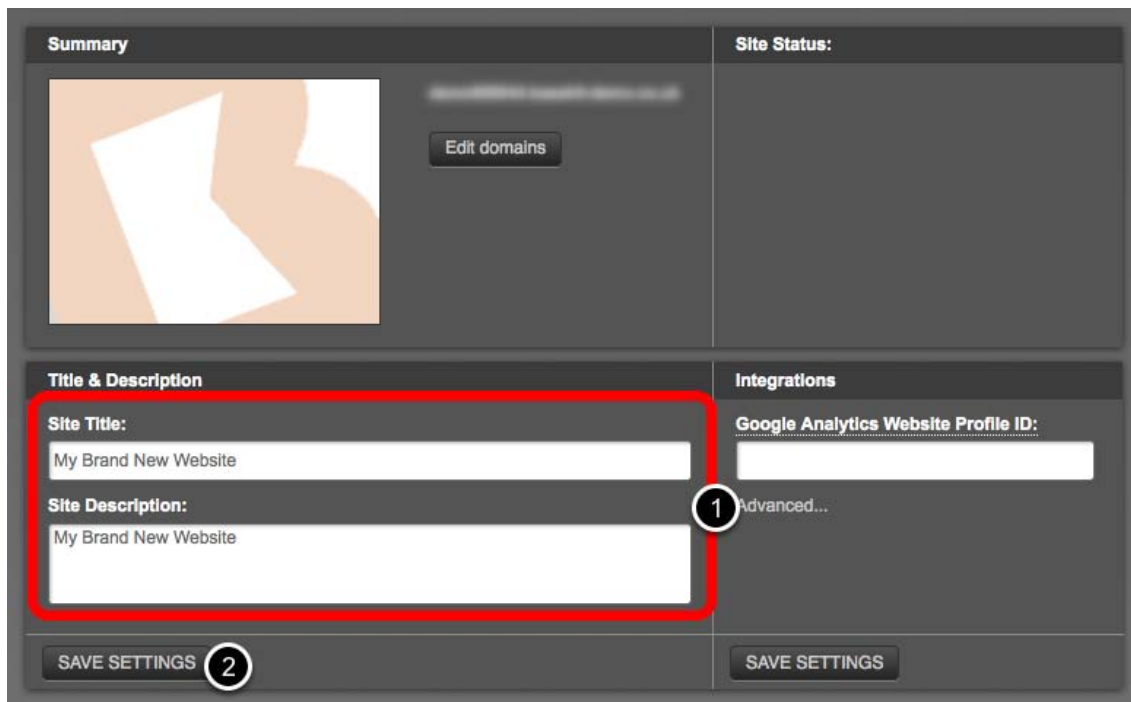 Summary
Site Status:
Edit domains
Title & Description
Integrations
Site Title:
Google Analytics Website Profile ID:
My Brand New Website
Site Description:
1
Advanced...
My Brand New Website
SAVE SETTINGS
2
SAVE SETTINGS